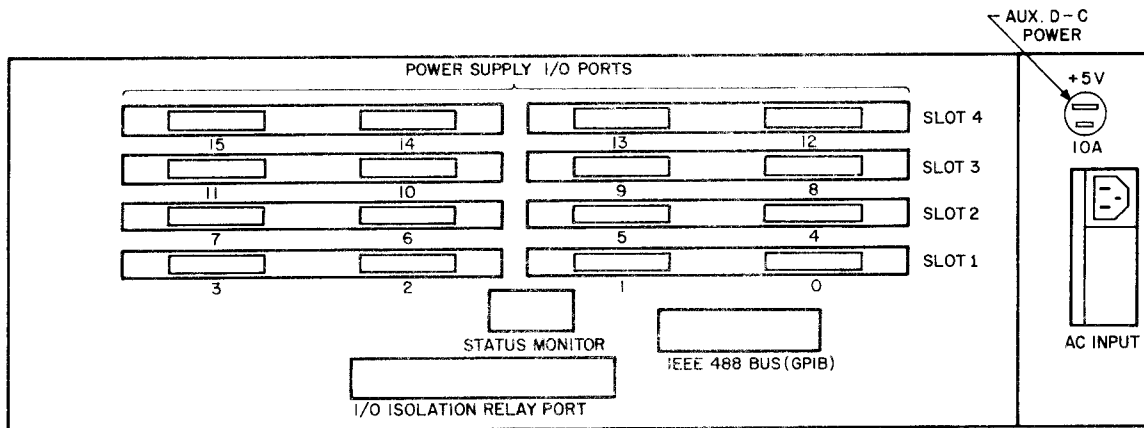 AUX. D-C
POWER
POWER SUPPLY I/O PORTS
+5V
10A
SLOT 4
15 14 13 12
SLOT 3
11 10 9 8
SLOT 2
7 6 5 4
SLOT 1
3 2 1 0
STATUS MONITOR
IEEE 488 BUS (GPIB)
I/O ISOLATION RELAY PORT
AC INPUT